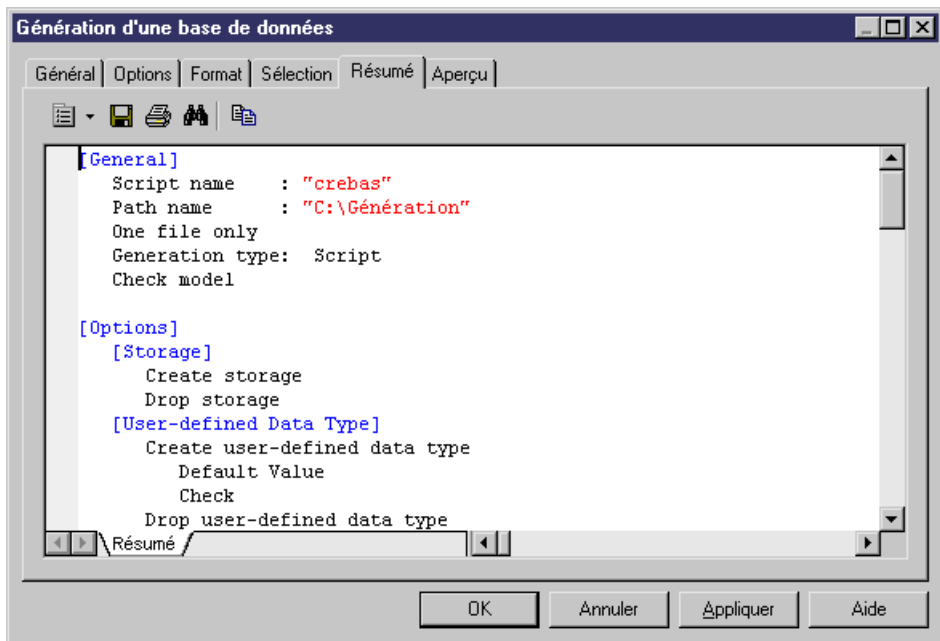 Génération d'une base de données
Général Options Format Sélection Résumé Aperçu
[General]
Script name : "crebas"
Path name : "C:\Génération"
One file only
Generation type: Script
Check model
[Options]
[Storage]
Create storage
Drop storage
[User-defined Data Type]
Create user-defined data type
Default Value
Check
Drop user-defined data type
Résumé
OK Annuler Appliquer Aide